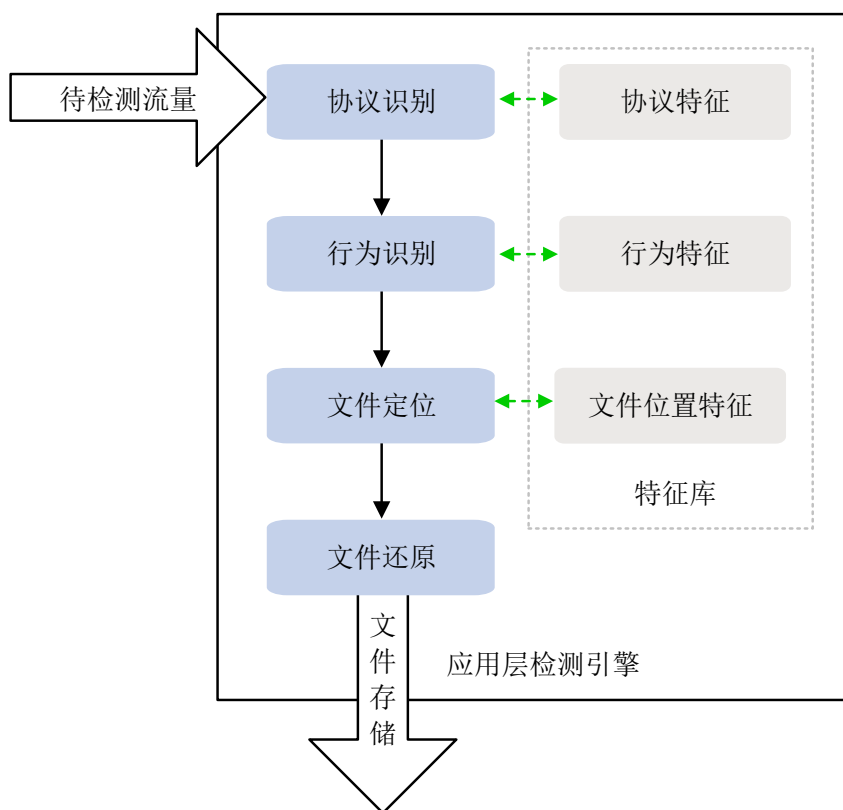 待检测流量
协议识别
协议特征
行为识别
行为特征
文件定位
文件位置特征
特征库
文件还原
文件存储
应用层检测引擎